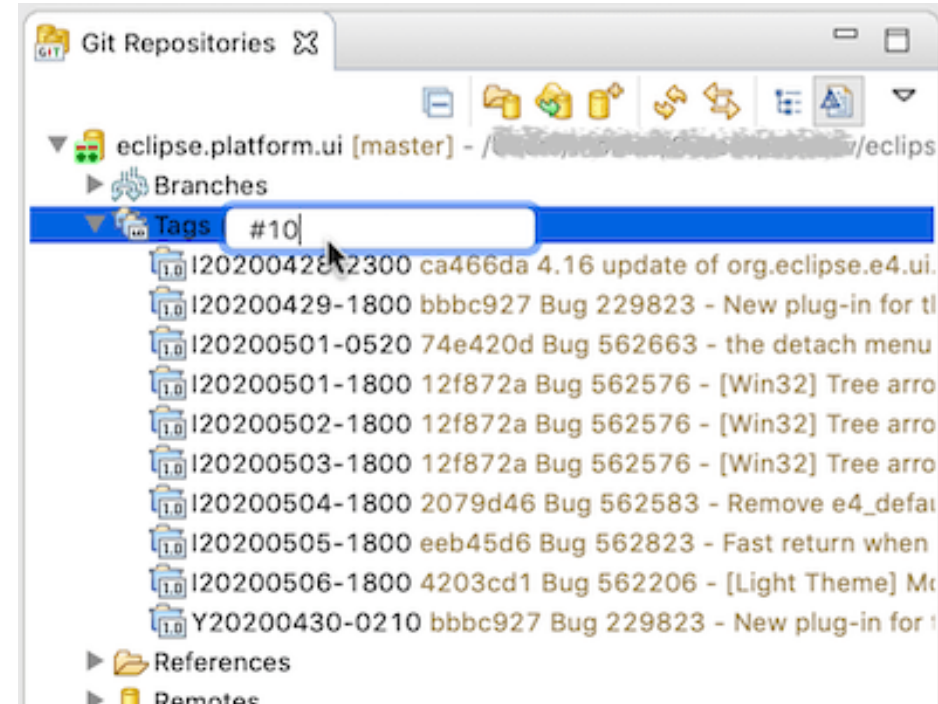 Git Repositories
eclipse.platform.ui [master] - / /eclips
Branches
Tags #10
I20200428-2300 ca466da 4.16 update of org.eclipse.e4.ui.
I20200429-1800 bbbc927 Bug 229823 - New plug-in for t
I20200501-0520 74e420d Bug 562663 - the detach menu
I20200501-1800 12f872a Bug 562576 - [Win32] Tree arro
I20200502-1800 12f872a Bug 562576 - [Win32] Tree arro
I20200503-1800 12f872a Bug 562576 - [Win32] Tree arro
I20200504-1800 2079d46 Bug 562583 - Remove e4_defau
I20200505-1800 eeb45d6 Bug 562823 - Fast return when
I20200506-1800 4203cd1 Bug 562206 - [Light Theme] Mo
Y20200430-0210 bbbc927 Bug 229823 - New plug-in for
References
Remotes